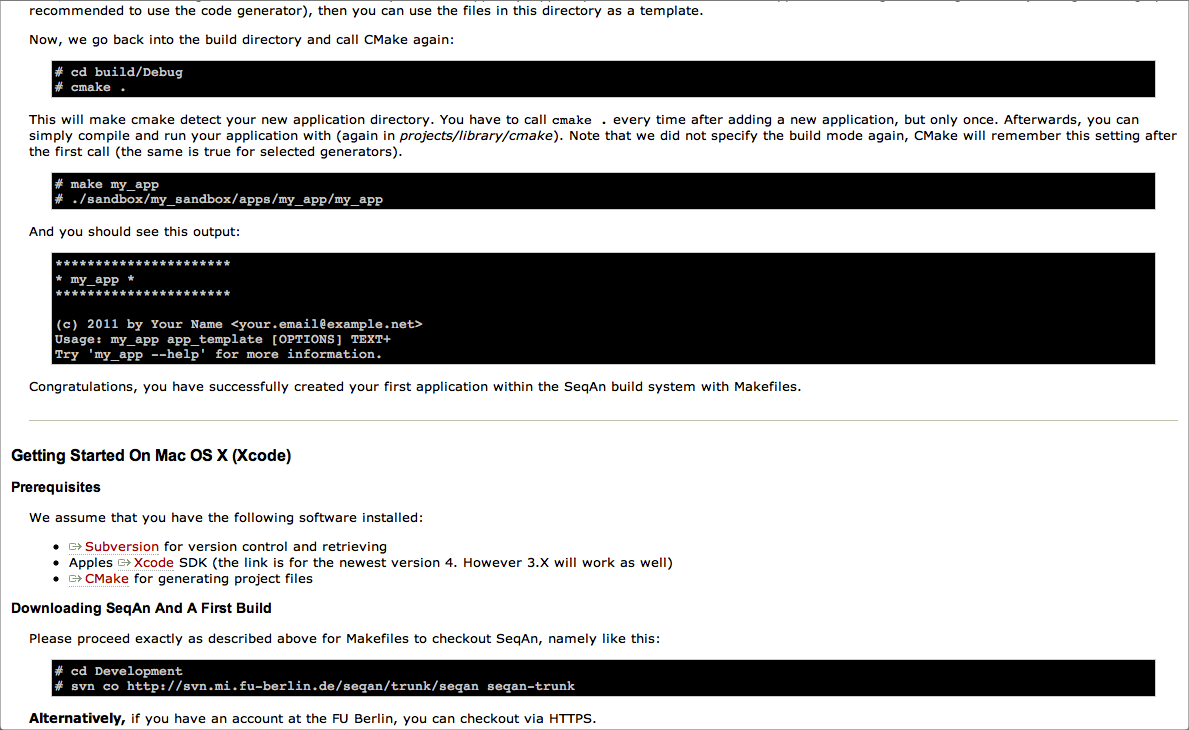 recommended to use the code generator), then you can use the files in this directory as a template.
Now, we go back into the build directory and call CMake again:
# cd build/Debug
# cmake .
This will make cmake detect your new application directory. You have to call cmake . every time after adding a new application, but only once. Afterwards, you can
simply compile and run your application with (again in projects/library/cmake). Note that we did not specify the build mode again, CMake will remember this setting after
the first call (the same is true for selected generators).
# make my_app
# ./sandbox/my_sandbox/apps/my_app/my_app
And you should see this output:
**********************
* my_app *
**********************
(c) 2011 by Your Name <your.email@example.net>
Usage: my_app app_template [OPTIONS] TEXT+
Try 'my_app --help' for more information.
Congratulations, you have successfully created your first application within the SeqAn build system with Makefiles.
Getting Started On Mac OS X (Xcode)
Prerequisites
We assume that you have the following software installed:
• Subversion for version control and retrieving
• Apples Xcode SDK (the link is for the newest version 4. However 3.X will work as well)
• CMake for generating project files
Downloading SeqAn And A First Build
Please proceed exactly as described above for Makefiles to checkout SeqAn, namely like this:
# cd Development
# svn co http://svn.mi.fu-berlin.de/seqan/trunk/seqan seqan-trunk
Alternatively, if you have an account at the FU Berlin, you can checkout via HTTPS.